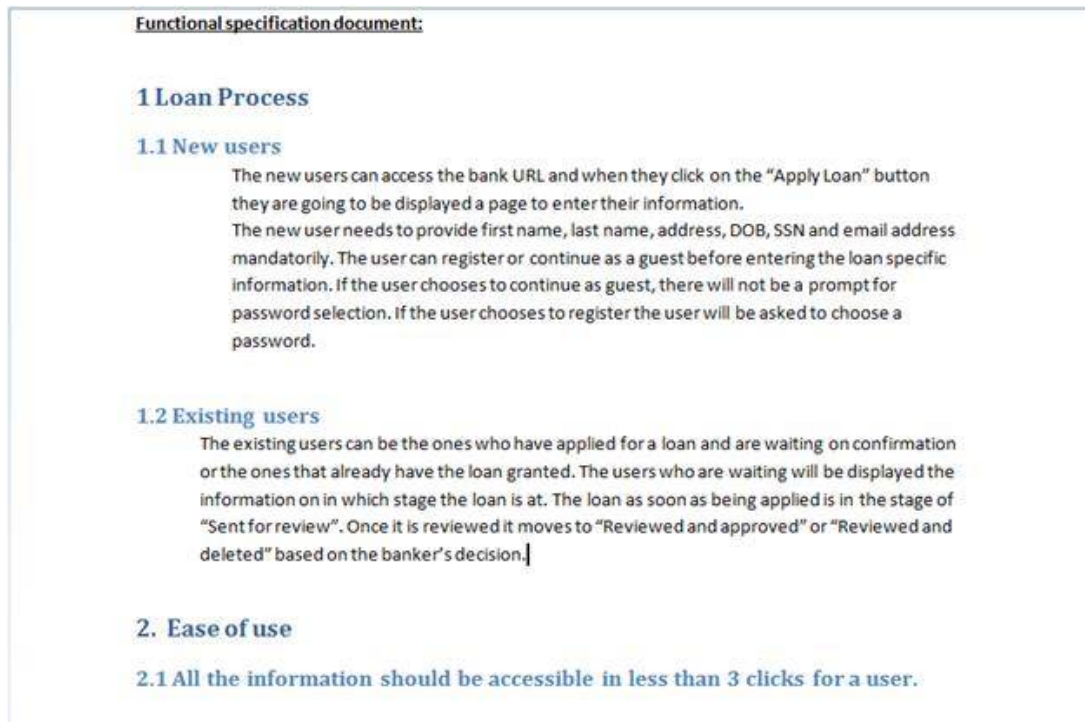 Functional specification document:
1 Loan Process
1.1 New users
The new users can access the bank URL and when they click on the “Apply Loan” button
they are going to be displayed a page to enter their information.
The new user needs to provide first name, last name, address, DOB, SSN and email address
mandatorily. The user can register or continue as a guest before entering the loan specific
information. If the user chooses to continue as guest, there will not be a prompt for
password selection. If the user chooses to register the user will be asked to choose a
password.
1.2 Existing users
The existing users can be the ones who have applied for a loan and are waiting on confirmation
or the ones that already have the loan granted. The users who are waiting will be displayed the
information on in which stage the loan is at. The loan as soon as being applied is in the stage of
“Sent for review”. Once it is reviewed it moves to “Reviewed and approved” or “Reviewed and
deleted” based on the banker’s decision.
2. Ease of use
2.1 All the information should be accessible in less than 3 clicks for a user.